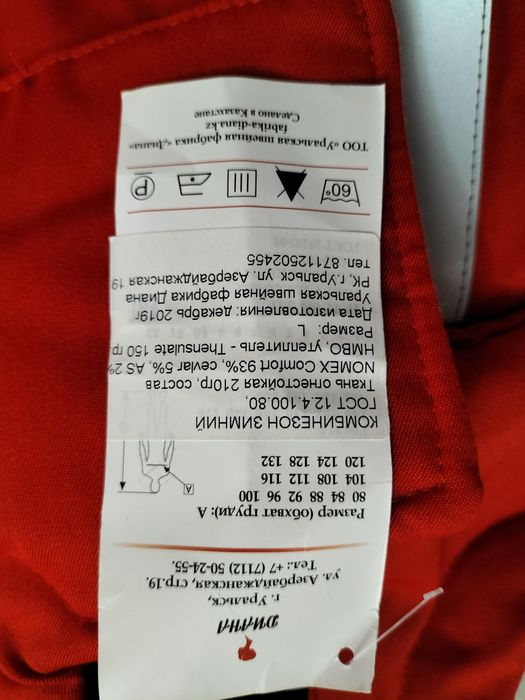 ДИАНА
г. Уральск,
ул. Азербайджанская, стр.19.
Тел.: +7 (7112) 50-24-55.
Размер (обхват груди): А
80 84 88 92 96 100
104 108 112 116
120 124 128 132
А
КОМБИНЕЗОН ЗИМНИЙ
ГОСТ 12.4.100.80,
Ткань огнестойкая 210гр, состав
NOMEX Comfort 93%, cevlar 5%, AS 2%
НМВО, утеплитель - Thensulate 150 гр
Размер: L
Дата изготовления: декабрь 2019г
Уральская швейная фабрика Диана
РК, г.Уральск ул. Азербайджанская 19
тел. 87112502455
60°
P
ТОО «Уральская швейная фабрика «Диана»
fabrika-diana.kz
Сделано в Казахстане